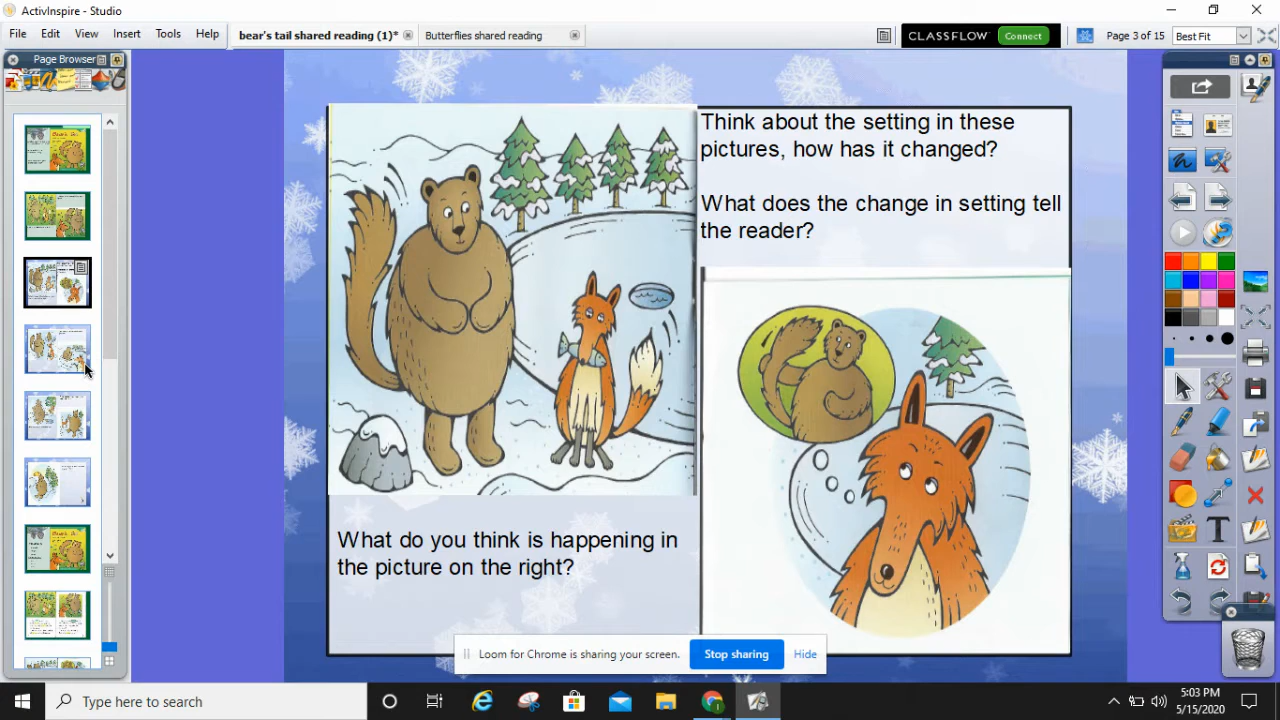 ActivInspire - Studio
File Edit View Insert Tools Help
bear's tail shared reading (1)*
Butterflies shared reading
CLASSFLOW Connect
Page 3 of 15
Best Fit
Page Browser
Think about the setting in these
pictures, how has it changed?
What does the change in setting tell
the reader?
What do you think is happening in
the picture on the right?
Loom for Chrome is sharing your screen. Stop sharing Hide
Type here to search
5:03 PM
5/15/2020